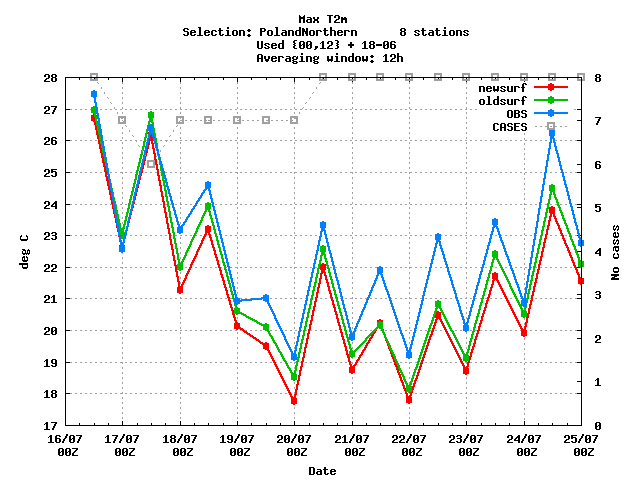 Max T2m
Selection: PolandNorthern 8 stations
Used {00,12} + 18-06
Averaging window: 12h
28 8
newsurf
oldsurf
OBS
CASES
27 7
26
6
25
24 5
23
4
22
21 3
20
2
19
1
18
17 0
deg C
No cases
16/07 17/07 18/07 19/07 20/07 21/07 22/07 23/07 24/07 25/07
00Z 00Z 00Z 00Z 00Z 00Z 00Z 00Z 00Z 00Z
Date